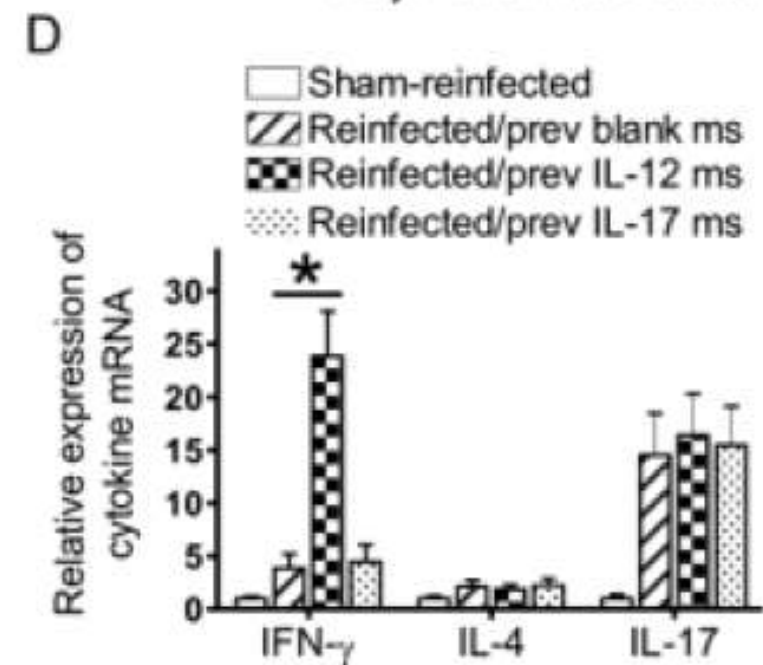 D
Sham-reinfected
Reinfected/prev blank ms
Reinfected/prev IL-12 ms
Reinfected/prev IL-17 ms
Relative expression of
cytokine mRNA
*
30
25
20
15
10
5
0
IFN-γ IL-4 IL-17